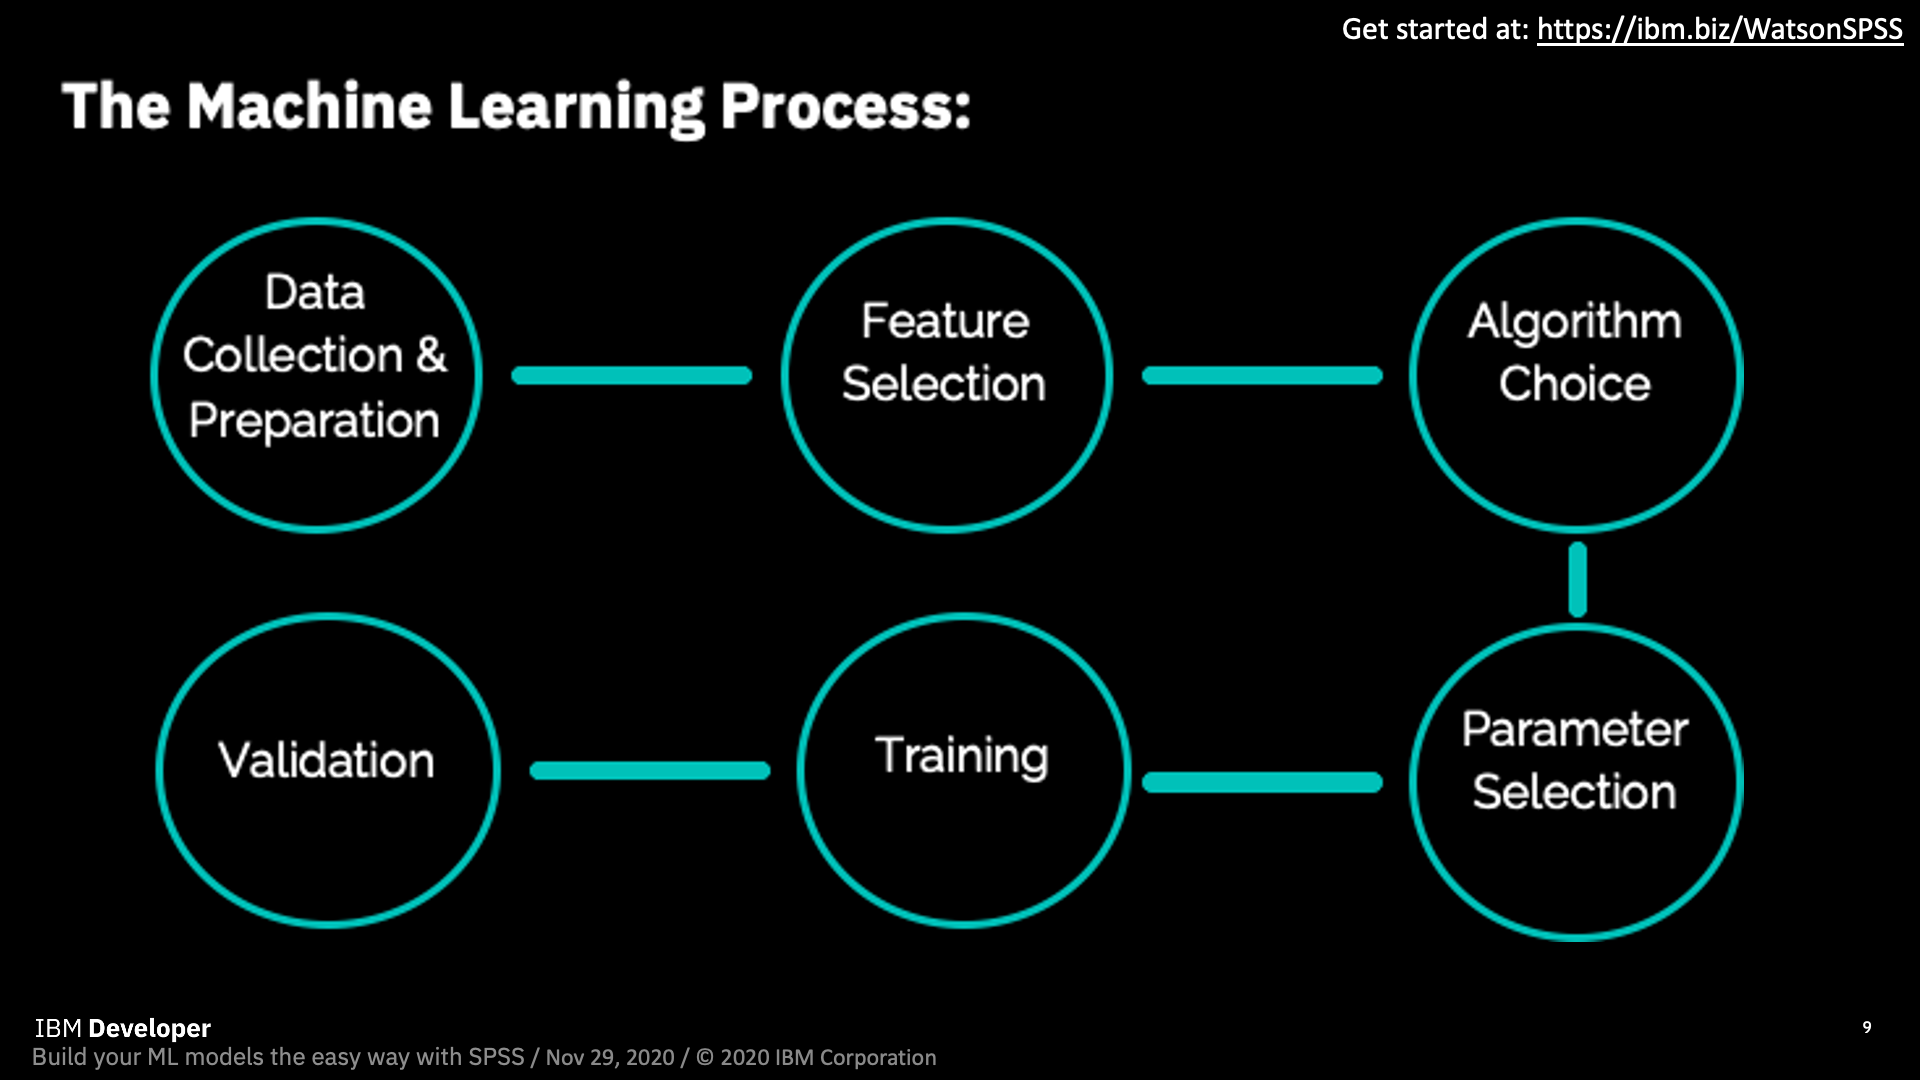 Get started at: https://ibm.biz/WatsonSPSS
The Machine Learning Process:
Data
Collection &
Preparation
Feature
Selection
Algorithm
Choice
Validation
Training
Parameter
Selection
IBM Developer
Build your ML models the easy way with SPSS / Nov 29, 2020 / © 2020 IBM Corporation
9